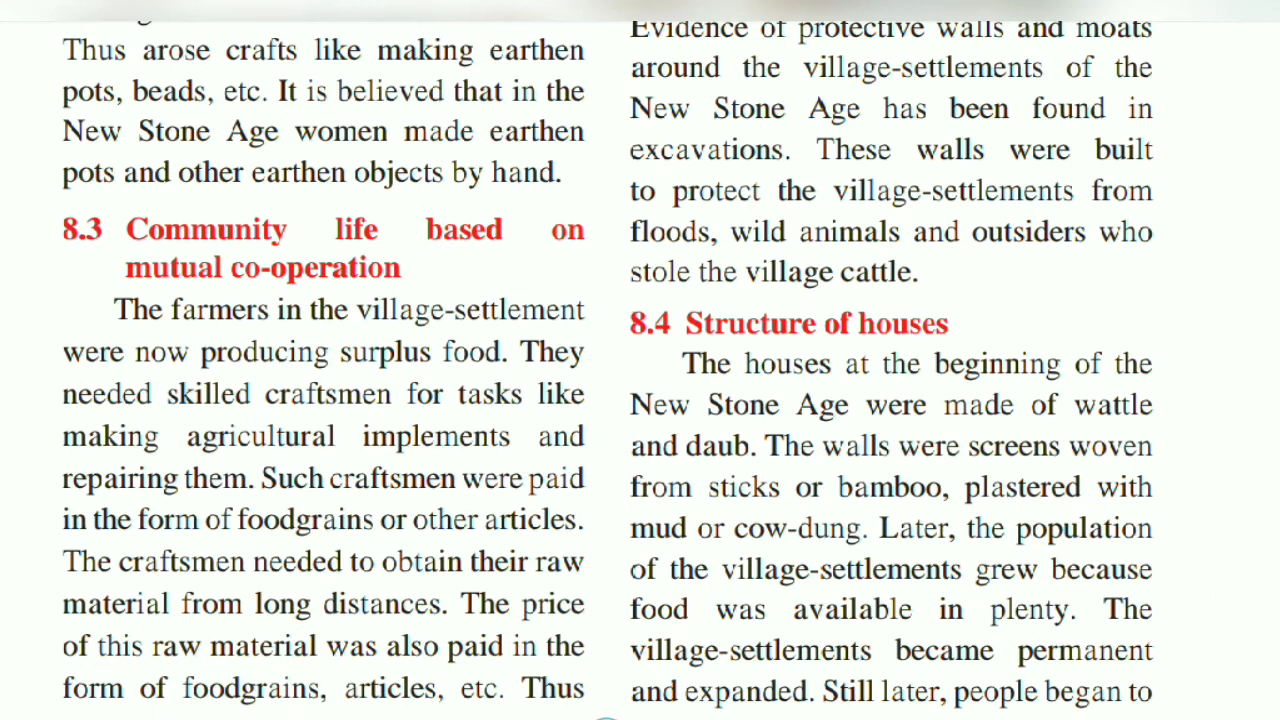 Thus arose crafts like making earthen
pots, beads, etc. It is believed that in the
New Stone Age women made earthen
pots and other earthen objects by hand.
8.3 Community life based on
mutual co-operation
The farmers in the village-settlement
were now producing surplus food. They
needed skilled craftsmen for tasks like
making agricultural implements and
repairing them. Such craftsmen were paid
in the form of foodgrains or other articles.
The craftsmen needed to obtain their raw
material from long distances. The price
of this raw material was also paid in the
form of foodgrains, articles, etc. Thus
Evidence of protective walls and moats
around the village-settlements of the
New Stone Age has been found in
excavations. These walls were built
to protect the village-settlements from
floods, wild animals and outsiders who
stole the village cattle.
8.4 Structure of houses
The houses at the beginning of the
New Stone Age were made of wattle
and daub. The walls were screens woven
from sticks or bamboo, plastered with
mud or cow-dung. Later, the population
of the village-settlements grew because
food was available in plenty. The
village-settlements became permanent
and expanded. Still later, people began to